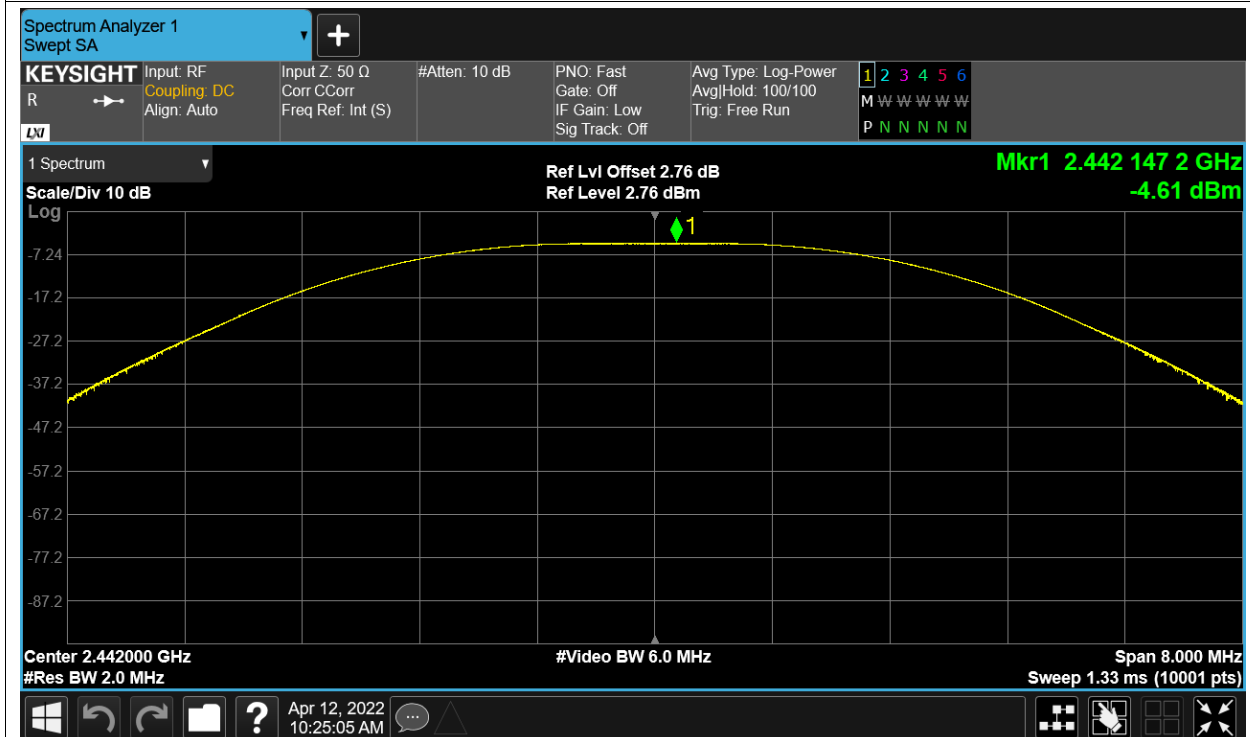 Spectrum Analyzer 1
Swept SA
+
KEYSIGHT
R
LXI
Input: RF
Coupling: DC
Align: Auto
Input Z: 50 Ω
Corr CCorr
Freq Ref: Int (S)
#Atten: 10 dB
PNO: Fast
Gate: Off
IF Gain: Low
Sig Track: Off
Avg Type: Log-Power
Avg|Hold: 100/100
Trig: Free Run
1 2 3 4 5 6
M W W W W W W
P N N N N N N
1 Spectrum
Scale/Div 10 dB
Log
Ref Lvl Offset 2.76 dB
Ref Level 2.76 dBm
Mkr1 2.442 147 2 GHz
-4.61 dBm
1
-7.24
-17.2
-27.2
-37.2
-47.2
-57.2
-67.2
-77.2
-87.2
Center 2.442000 GHz
#Video BW 6.0 MHz
Span 8.000 MHz
#Res BW 2.0 MHz
Sweep 1.33 ms (10001 pts)
?
Apr 12, 2022
10:25:05 AM